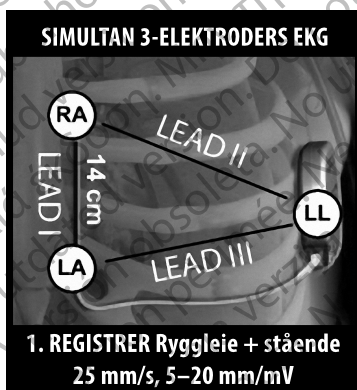 SIMULTAN 3-ELEKTRODERS EKG
RA
LEAD II
LEAD I
14 cm
LL
LA
LEAD III
1. REGISTRER Ryggleie + stående
25 mm/s, 5–20 mm/mV